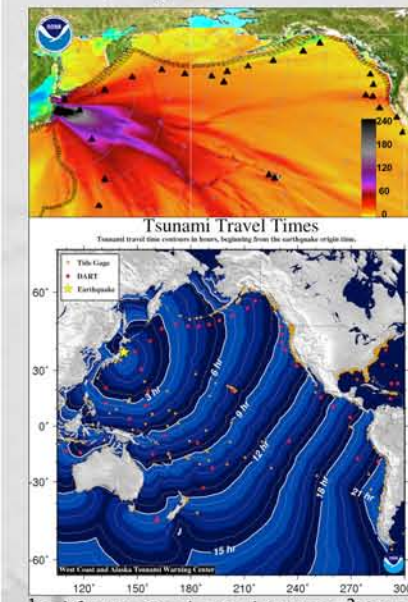 NOAA
240
180
120
60
0
Tsunami Travel Times
Tsunami travel time contours in hours, beginning from the earthquake origin time.
Tide Gage
DART
Earthquake
60°
30°
0°
-30°
-60°
3 hr
6 hr
9 hr
12 hr
15 hr
18 hr
21 hr
West Coast and Alaska Tsunami Warning Center
120°
150°
180°
210°
240°
270°
300